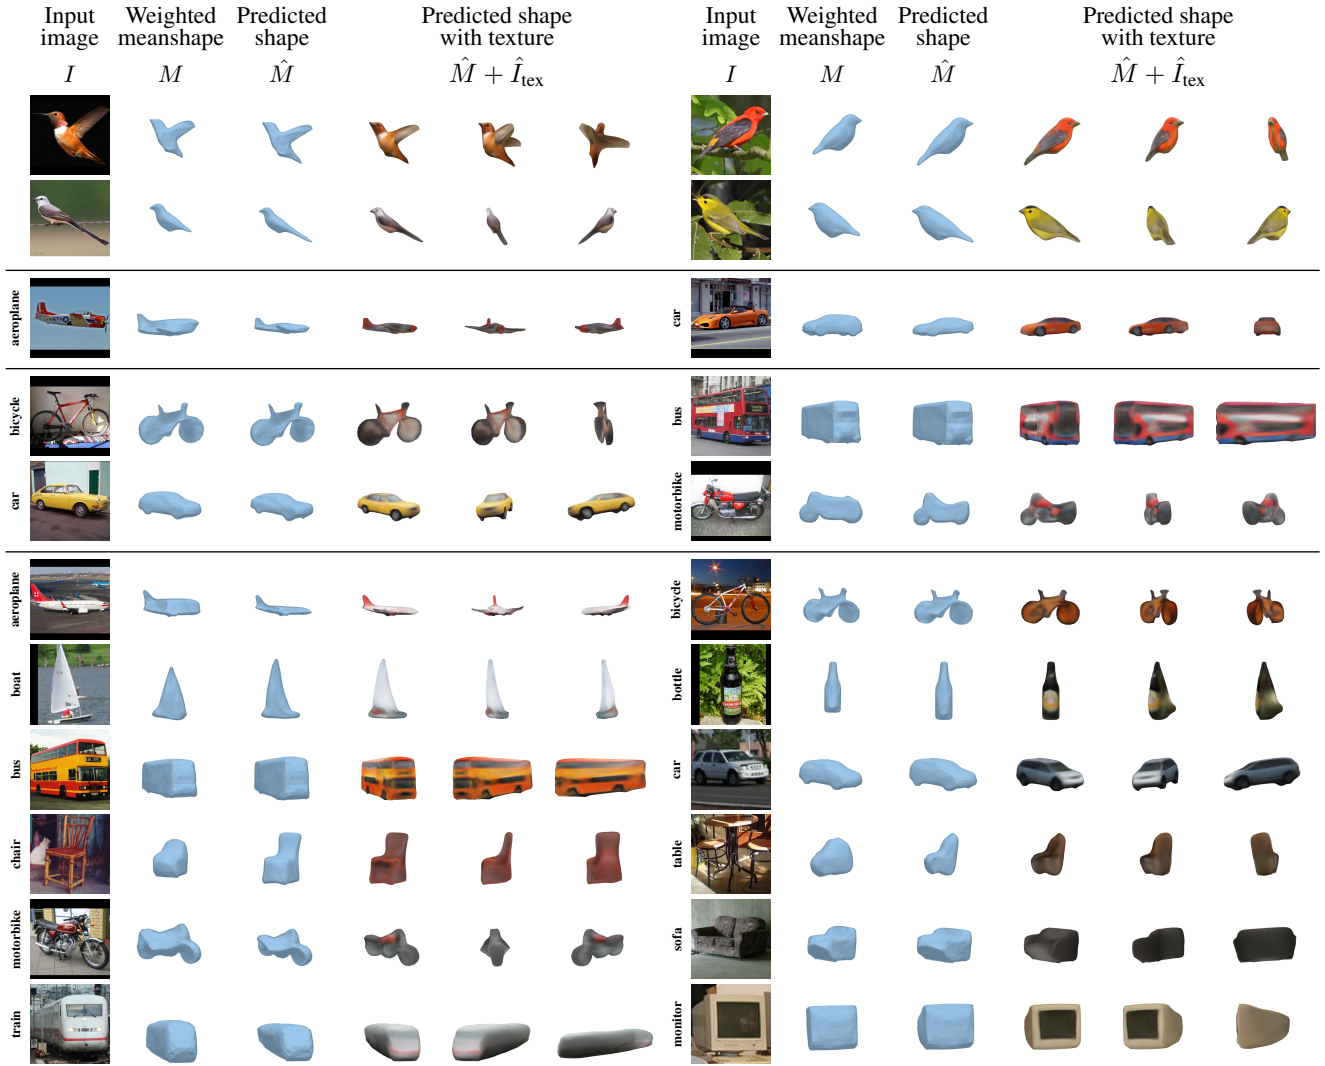 Input image
Weighted meanshape
Predicted shape
Predicted shape with texture
Input image
Weighted meanshape
Predicted shape
Predicted shape with texture
I
M
M̂
M̂ + Î_tex
I
M
M̂
M̂ + Î_tex
aeroplane
car
bicycle
bus
car
motorbike
aeroplane
bicycle
boat
bottle
bus
car
chair
table
motorbike
sofa
train
monitor